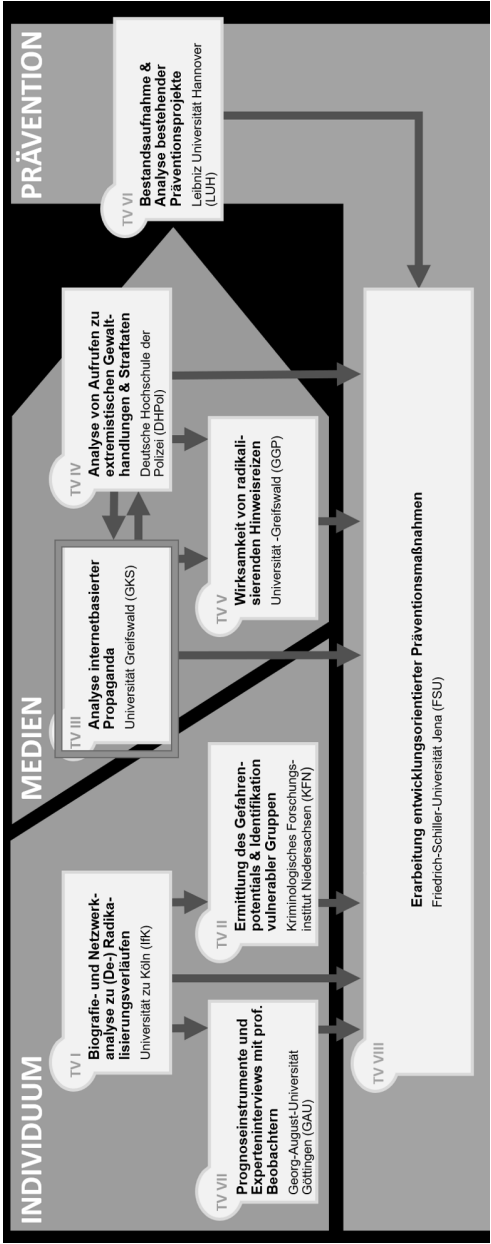 INDIVIDUUM
TV I
Biografie- und Netzwerk-
analyse zu (De-) Radika-
lisierungsverläufen
Universität zu Köln (IfK)
TV VII
Prognoseinstrumente und
Experteninterviews mit prof.
Beobachtern
Georg-August-Universität
Göttingen (GAU)
TV II
Ermittlung des Gefahren-
potentials & Identifikation
vulnerabler Gruppen
Kriminologisches Forschungs-
institut Niedersachsen (KFN)
MEDIEN
TV III
Analyse internetbasierter
Propaganda
Universität Greifswald (GKS)
TV IV
Analyse von Aufrufen zu
extremistischen Gewalt-
handlungen & Straftaten
Deutsche Hochschule der
Polizei (DHPol)
TV V
Wirksamkeit von radikali-
sierenden Hinweisreizen
Universität -Greifswald (GGP)
PRÄVENTION
TV VI
Bestandsaufnahme &
Analyse bestehender
Präventionsprojekte
Leibniz Universität Hannover
(LUH)
TV VIII
Erarbeitung entwicklungsorientierter Präventionsmaßnahmen
Friedrich-Schiller-Universität Jena (FSU)